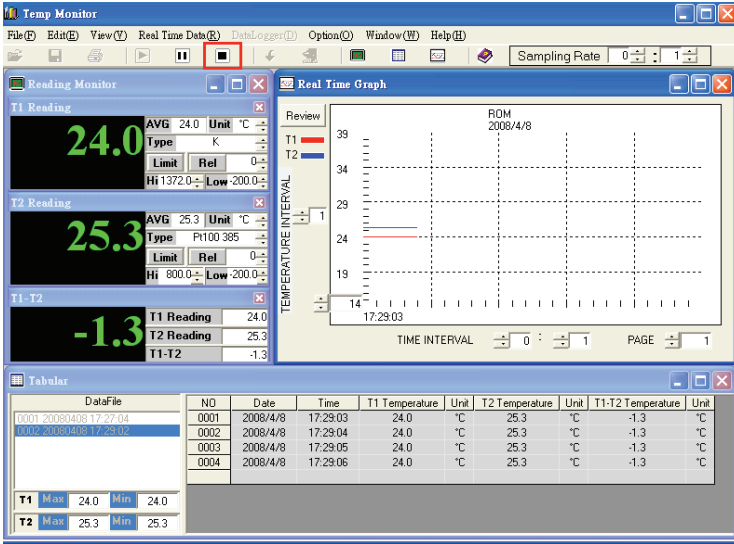 Temp Monitor
File(F) Edit(E) View(V) Real Time Data(R) DataLogger(D) Option(O) Window(W) Help(H)
Sampling Rate 0 : 1
Reading Monitor
T1 Reading
24.0
AVG 24.0 Unit °C
Type K
Limit Rel 0
Hi 1372.0 Low -200.0
T2 Reading
25.3
AVG 25.3 Unit °C
Type Pt100 385
Limit Rel 0
Hi 800.0 Low -200.0
T1-T2
-1.3
T1 Reading 24.0
T2 Reading 25.3
T1-T2 -1.3
Real Time Graph
Review
T1
T2
ROM
2008/4/8
TEMPERATURE INTERVAL
1
39
34
29
24
19
14
17:29:03
TIME INTERVAL 0 : 1 PAGE 1
Tabular
DataFile
0001 20080408 17:27:04
0002 20080408 17:29:02
T1 Max 24.0 Min 24.0
T2 Max 25.3 Min 25.3
NO Date Time T1 Temperature Unit T2 Temperature Unit T1-T2 Temperature Unit
0001 2008/4/8 17:29:03 24.0 °C 25.3 °C -1.3 °C
0002 2008/4/8 17:29:04 24.0 °C 25.3 °C -1.3 °C
0003 2008/4/8 17:29:05 24.0 °C 25.3 °C -1.3 °C
0004 2008/4/8 17:29:06 24.0 °C 25.3 °C -1.3 °C